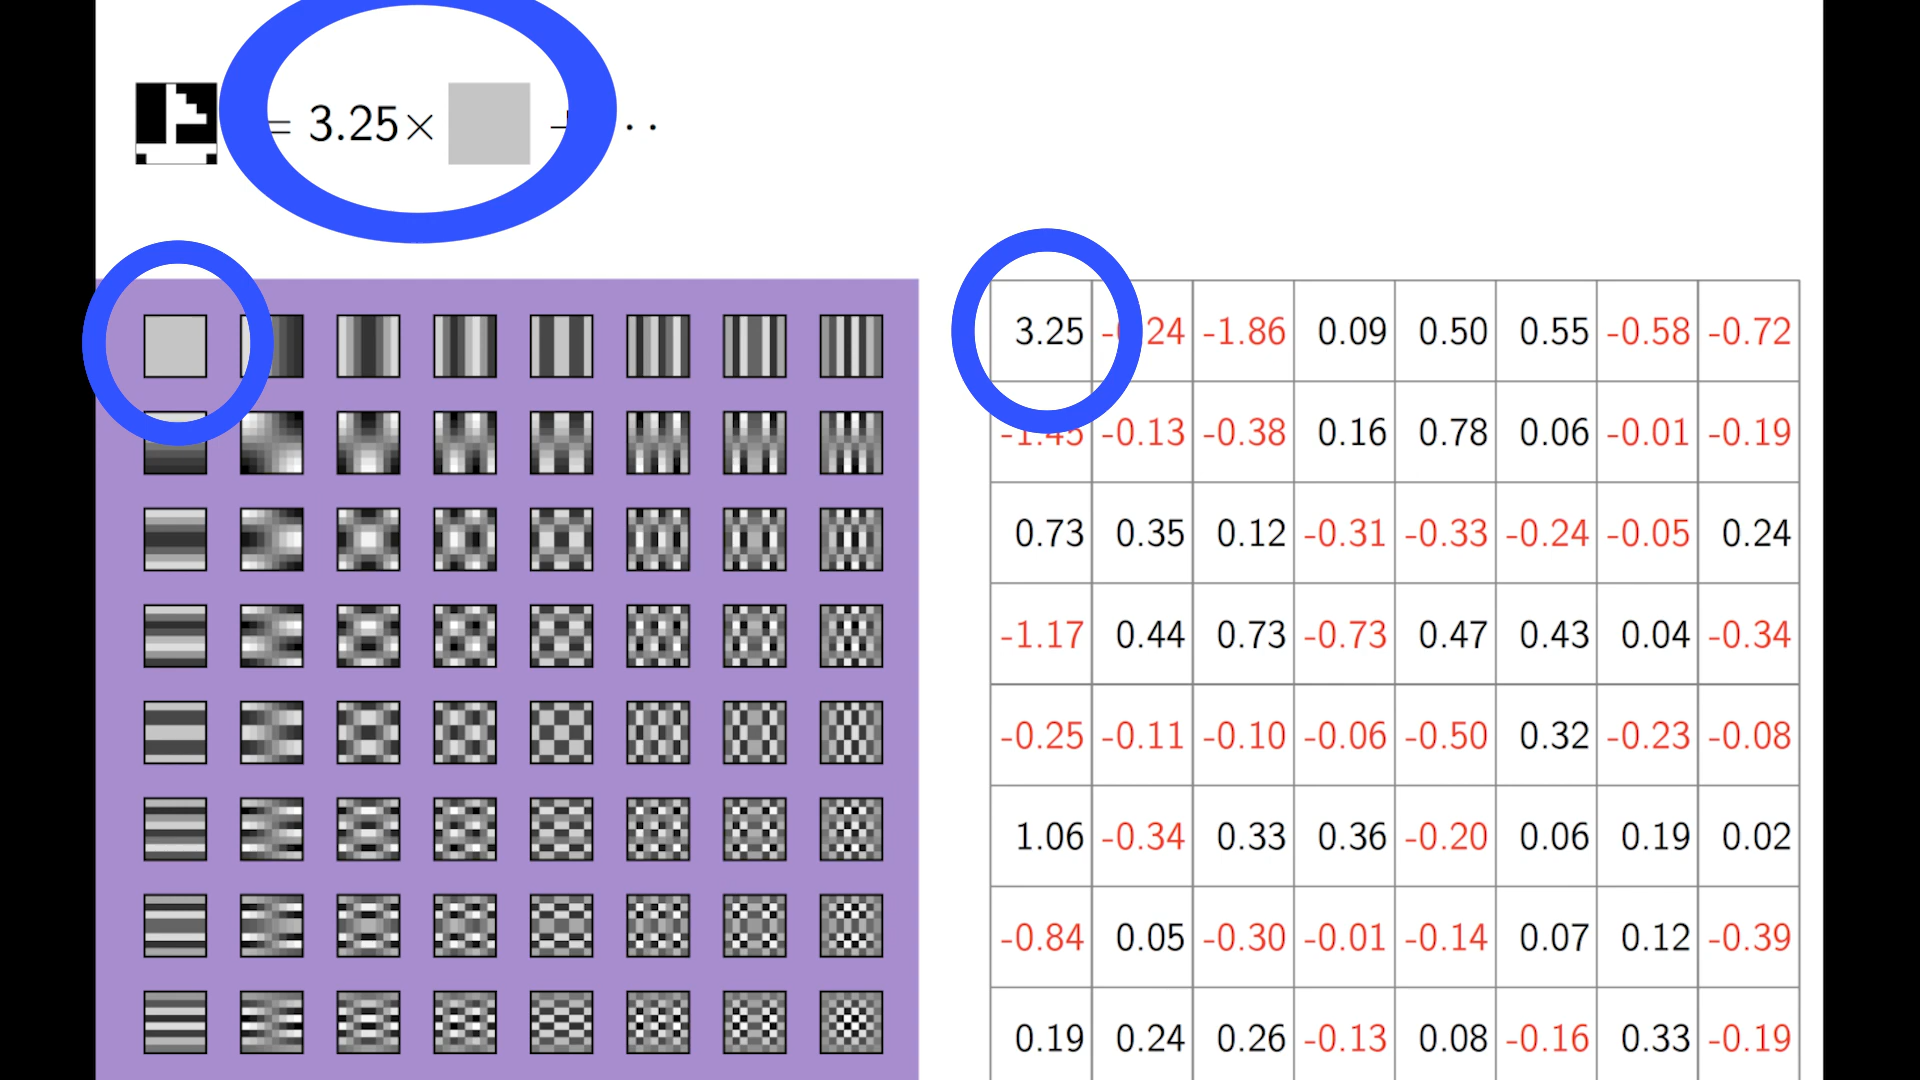 = 3.25× + · ·
3.25 -0.24 -1.86 0.09 0.50 0.55 -0.58 -0.72
-1.45 -0.13 -0.38 0.16 0.78 0.06 -0.01 -0.19
0.73 0.35 0.12 -0.31 -0.33 -0.24 -0.05 0.24
-1.17 0.44 0.73 -0.73 0.47 0.43 0.04 -0.34
-0.25 -0.11 -0.10 -0.06 -0.50 0.32 -0.23 -0.08
1.06 -0.34 0.33 0.36 -0.20 0.06 0.19 0.02
-0.84 0.05 -0.30 -0.01 -0.14 0.07 0.12 -0.39
0.19 0.24 0.26 -0.13 0.08 -0.16 0.33 -0.19